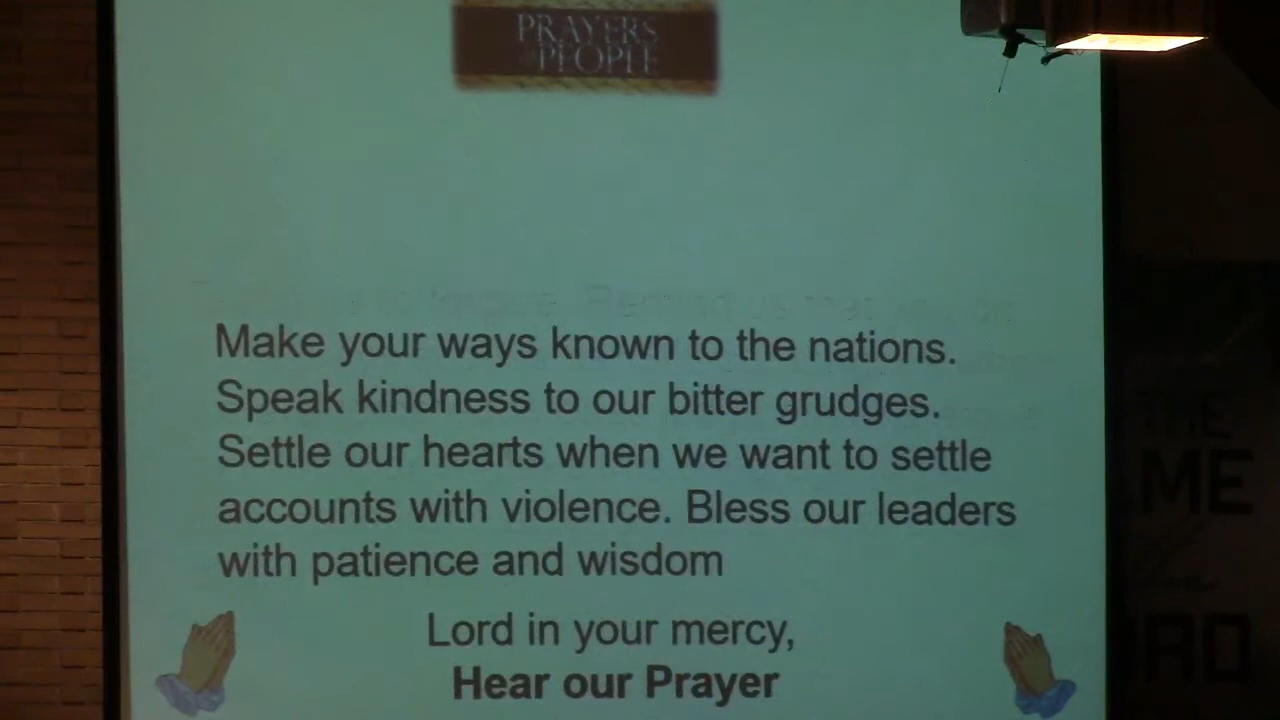 PRAYERS
PEOPLE
Make your ways known to the nations.
Speak kindness to our bitter grudges.
Settle our hearts when we want to settle
accounts with violence. Bless our leaders
with patience and wisdom
Lord in your mercy,
Hear our Prayer
THE
ME